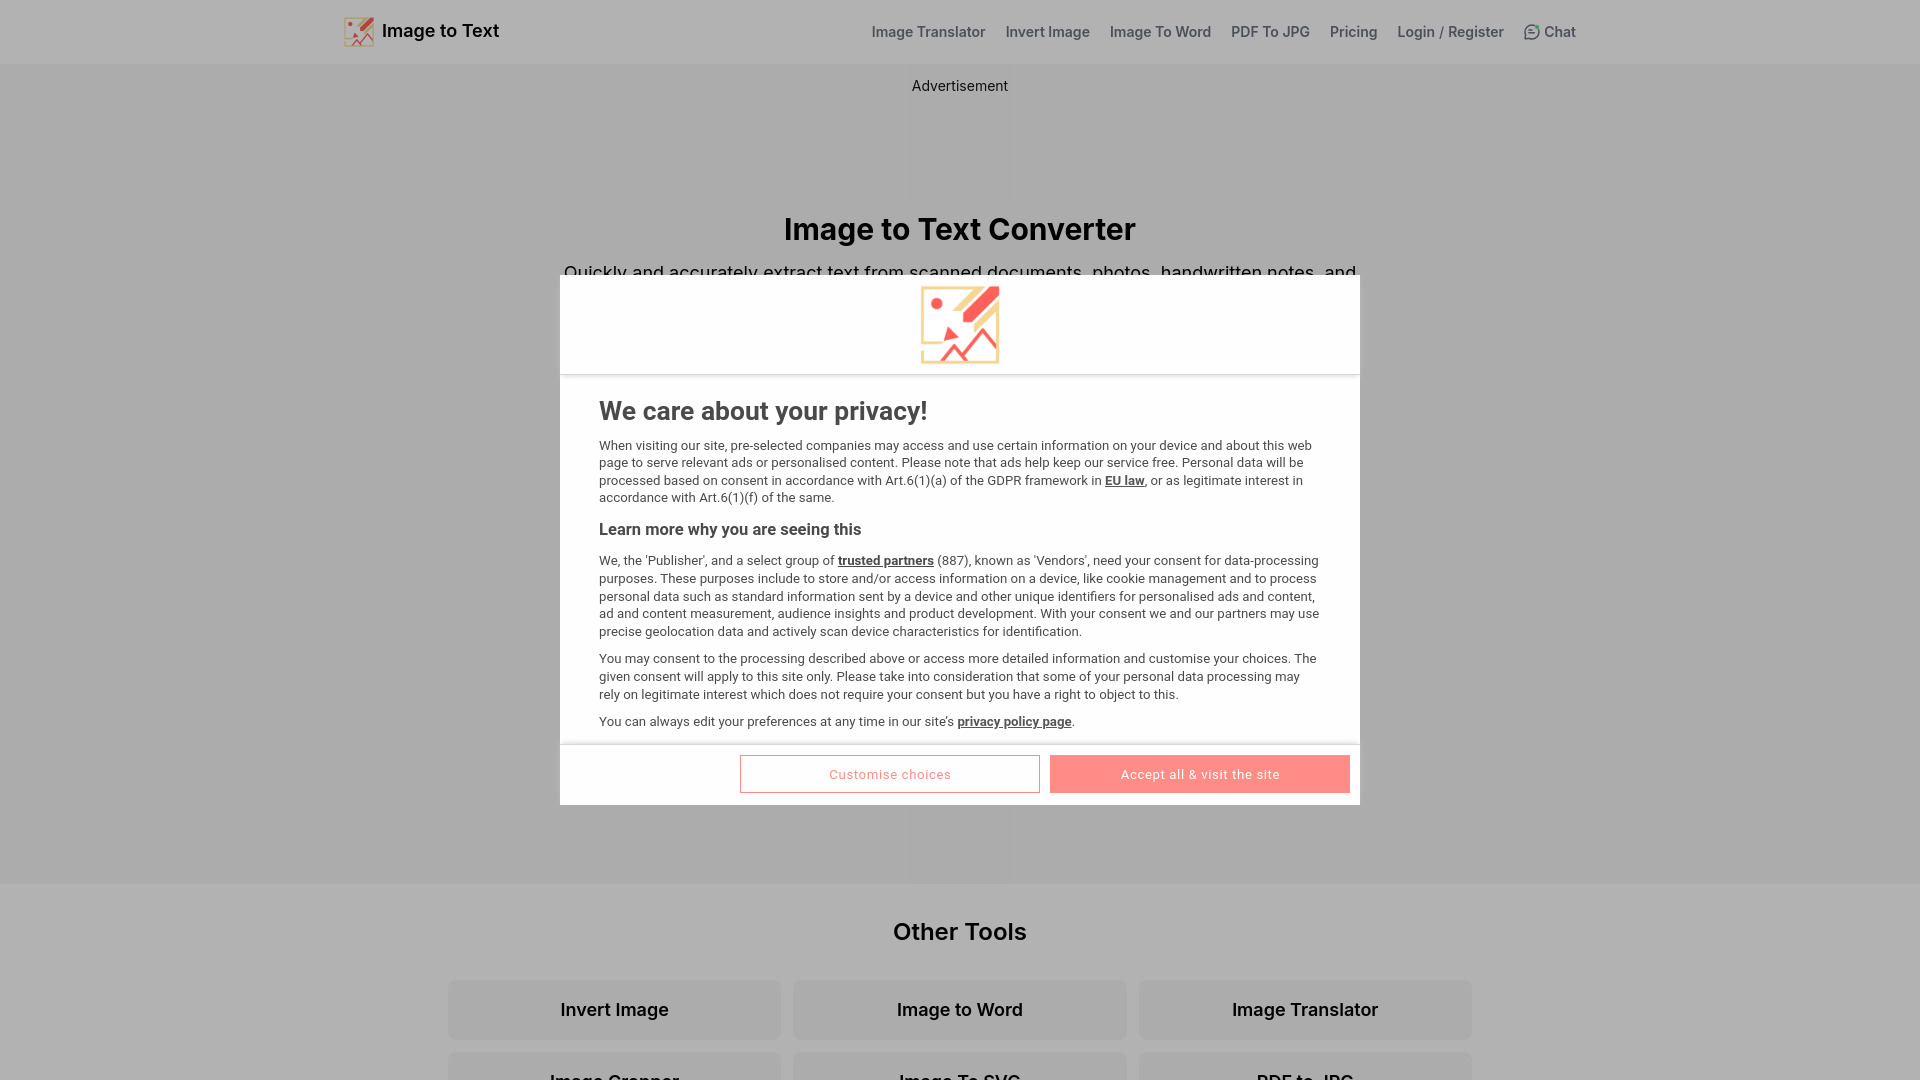 Image to Text
Image Translator
Invert Image
Image To Word
PDF To JPG
Pricing
Login / Register
Chat
Advertisement
Image to Text Converter
Quickly and accurately extract text from scanned documents, photos, handwritten notes, and
We care about your privacy!
When visiting our site, pre-selected companies may access and use certain information on your device and about this web
page to serve relevant ads or personalised content. Please note that ads help keep our service free. Personal data will be
processed based on consent in accordance with Art.6(1)(a) of the GDPR framework in EU law, or as legitimate interest in
accordance with Art.6(1)(f) of the same.
Learn more why you are seeing this
We, the 'Publisher', and a select group of trusted partners (887), known as 'Vendors', need your consent for data-processing
purposes. These purposes include to store and/or access information on a device, like cookie management and to process
personal data such as standard information sent by a device and other unique identifiers for personalised ads and content,
ad and content measurement, audience insights and product development. With your consent we and our partners may use
precise geolocation data and actively scan device characteristics for identification.
You may consent to the processing described above or access more detailed information and customise your choices. The
given consent will apply to this site only. Please take into consideration that some of your personal data processing may
rely on legitimate interest which does not require your consent but you have a right to object to this.
You can always edit your preferences at any time in our site’s privacy policy page.
Customise choices
Accept all & visit the site
Other Tools
Invert Image
Image to Word
Image Translator
Image Cropper
Image To SVG
PDF to JPG